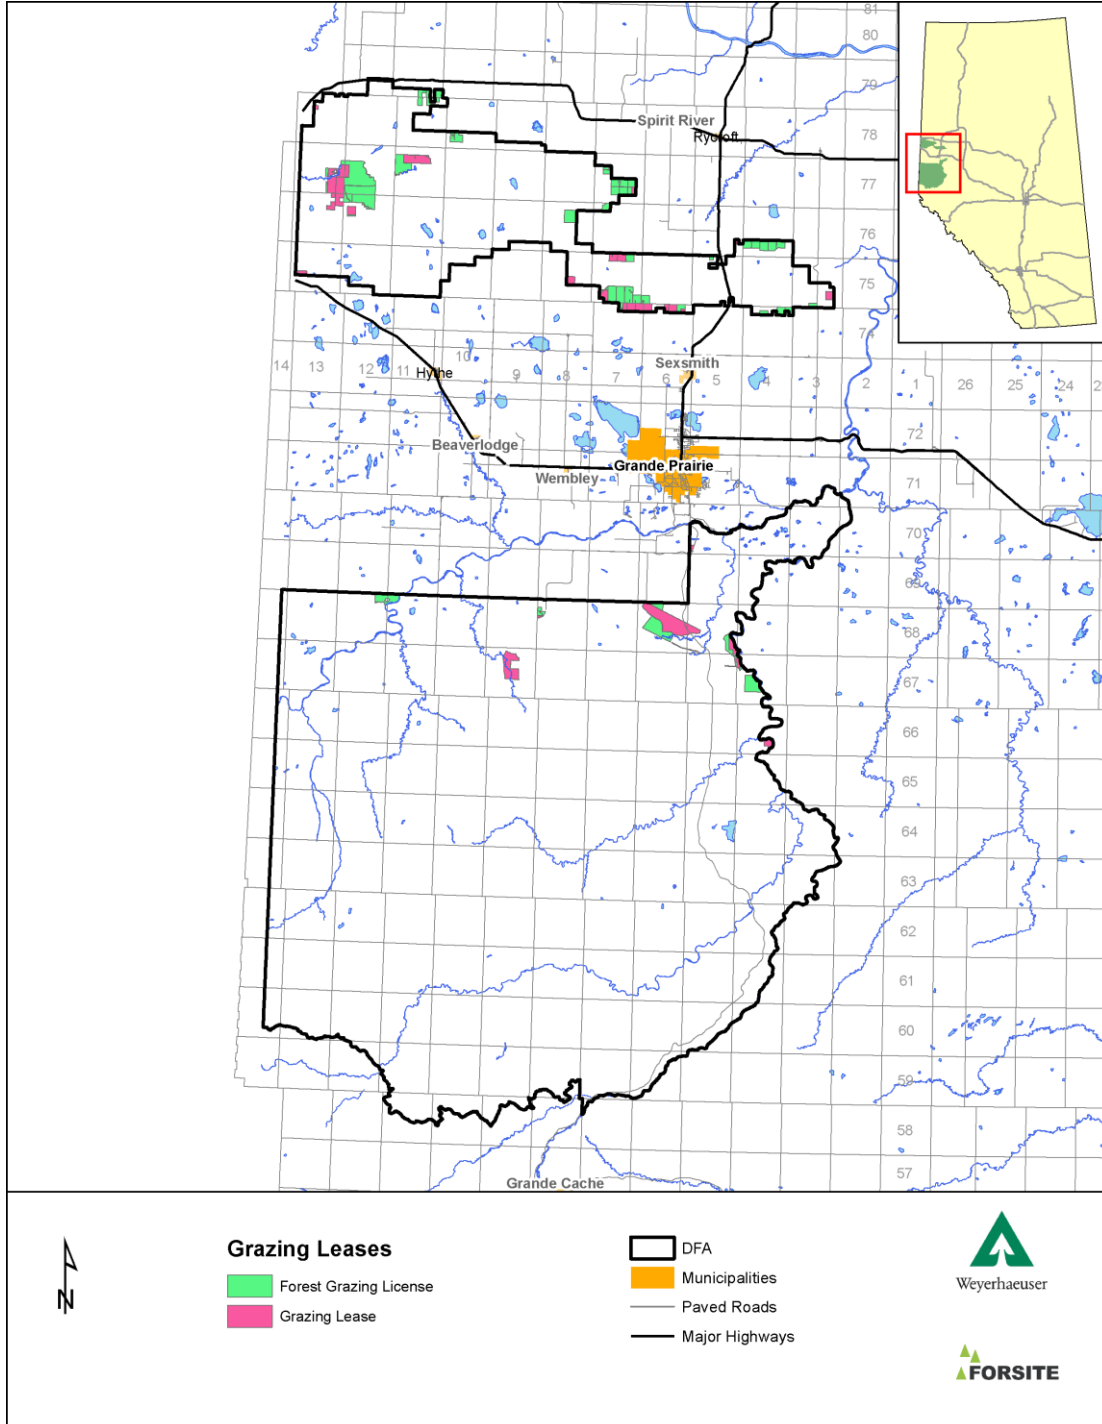 81
80
79
Spirit River
78
Rycroft
77
76
75
74
Sexsmith
14 13 12 11 10 9 8 7 6 5 4 3 2 1 26 25 24 2
Hythe
72
Beaverlodge
Grande Prairie
Wembley
71
70
69
68
67
66
65
64
63
62
61
60
59
58
57
Grande Cache
N
Grazing Leases
Forest Grazing License
Grazing Lease
DFA
Municipalities
Paved Roads
Major Highways
Weyerhaeuser
FORSITE